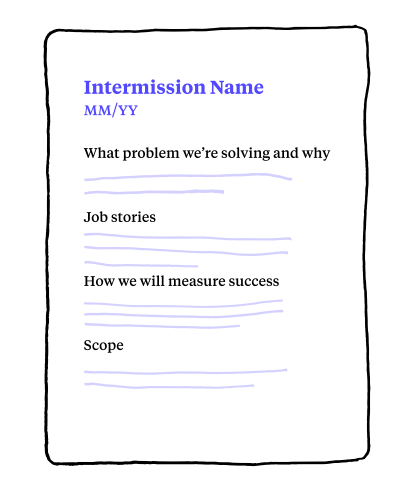 Intermission Name
MM/YY
What problem we’re solving and why
Job stories
How we will measure success
Scope